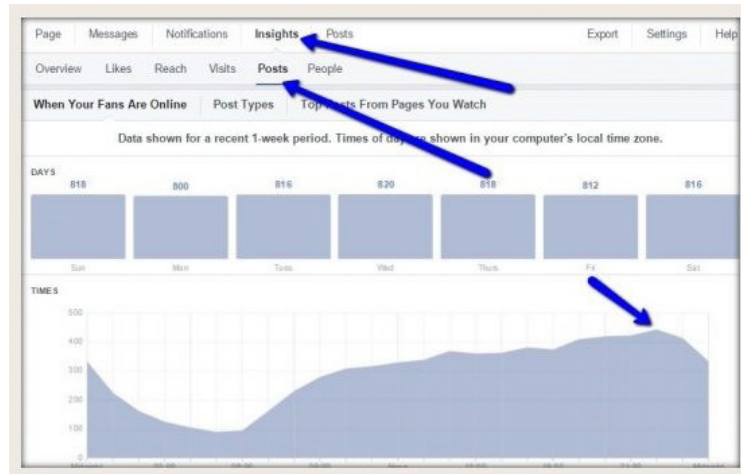 Page Messages Notifications Insights Posts Export Settings Help
Overview Likes Reach Visits Posts People
When Your Fans Are Online Post Types Top Posts From Pages You Watch
Data shown for a recent 1-week period. Times of day are shown in your computer's local time zone.
DAYS
818 800 816 820 818 812 816
Sun Mon Tues Wed Thurs Fri Sat
TIMES
500
400
300
200
100
0
Noon